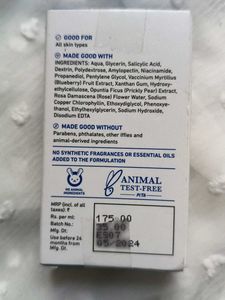 GOOD FOR
All skin types
MADE GOOD WITH
INGREDIENTS: Aqua, Glycerin, Salicylic Acid,
Dextrin, Polydextrose, Amylopectin, Niacinamide,
Propanediol, Pentylene Glycol, Vaccinium Myrtillus
(Blueberry) Fruit Extract, Xanthan Gum, Hydroxy-
ethylcellulose, Opuntia Ficus (Prickly Pear) Extract,
Rosa Damascena (Rose) Flower Water, Sodium
Copper Chlorophyllin, Ethoxydiglycol, Phenoxye-
thanol, Ethylhexylglycerin, Sodium Hydroxide,
Disodium EDTA
MADE GOOD WITHOUT
Parabens, phthalates, other iffies and
animal-derived ingredients
NO SYNTHETIC FRAGRANCES OR ESSENTIAL OILS
ADDED TO THE FORMULATION
NO ANIMAL
INGREDIENTS
ANIMAL
TEST-FREE
PETA
MRP (incl. of all
taxes): ₹
175.00
Rs. per ml:
35.00
Batch No.:
ES07
Mfg. Dt:
05/2024
Use before 24
months from
Mfg. Dt.